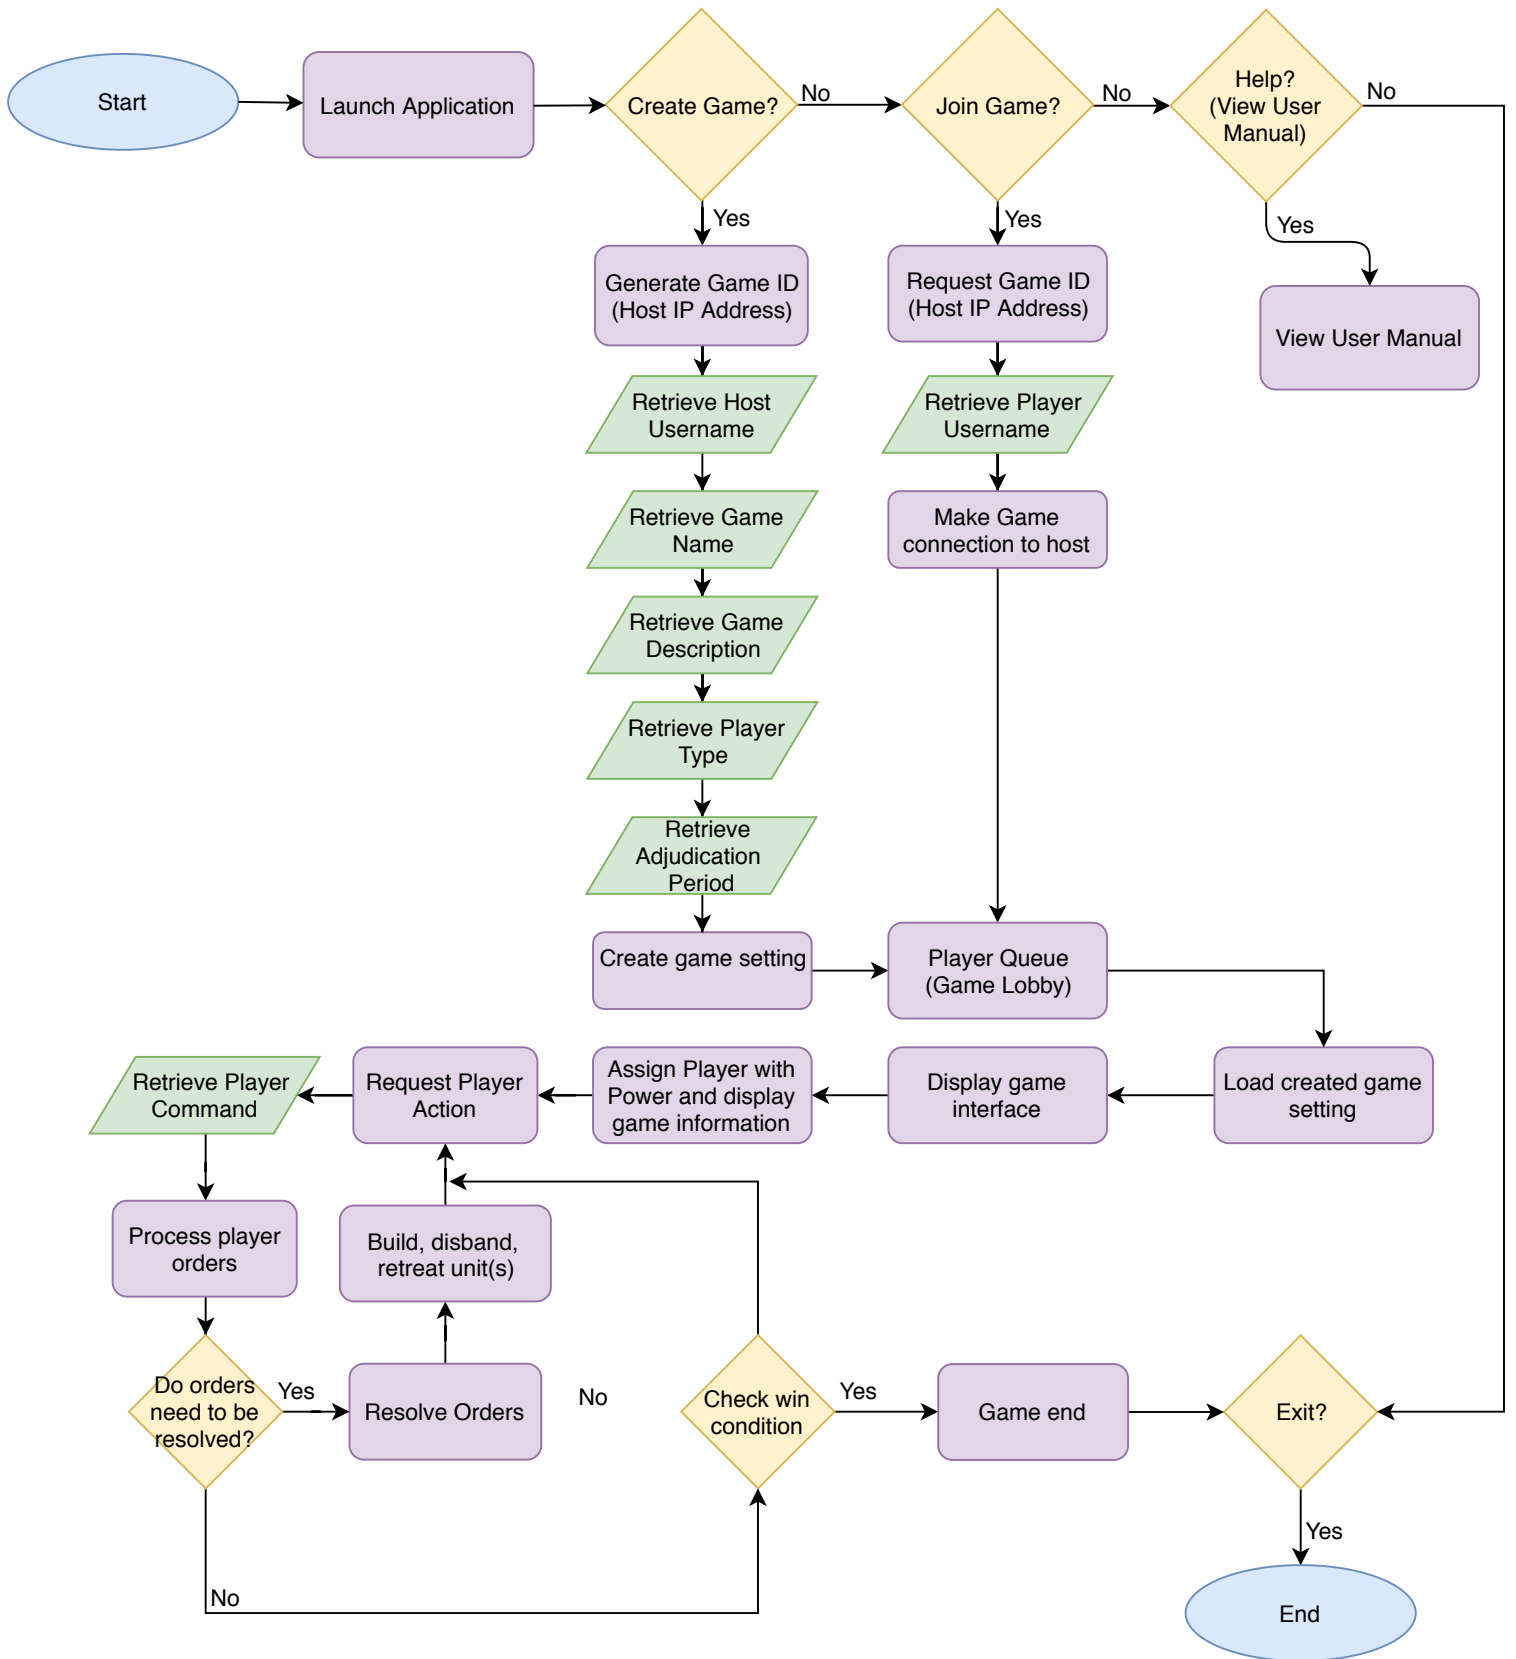 Start
Launch Application
Create Game?
No
Join Game?
No
Help?
(View User
Manual)
No
Yes
Yes
Yes
Generate Game ID
(Host IP Address)
Request Game ID
(Host IP Address)
View User Manual
Retrieve Host
Username
Retrieve Player
Username
Retrieve Game
Name
Make Game
connection to host
Retrieve Game
Description
Retrieve Player
Type
Retrieve
Adjudication
Period
Create game setting
Player Queue
(Game Lobby)
Retrieve Player
Command
Request Player
Action
Assign Player with
Power and display
game information
Display game
interface
Load created game
setting
Process player
orders
Build, disband,
retreat unit(s)
Do orders
need to be
resolved?
Yes
Resolve Orders
No
Check win
condition
Yes
Game end
Exit?
Yes
No
End